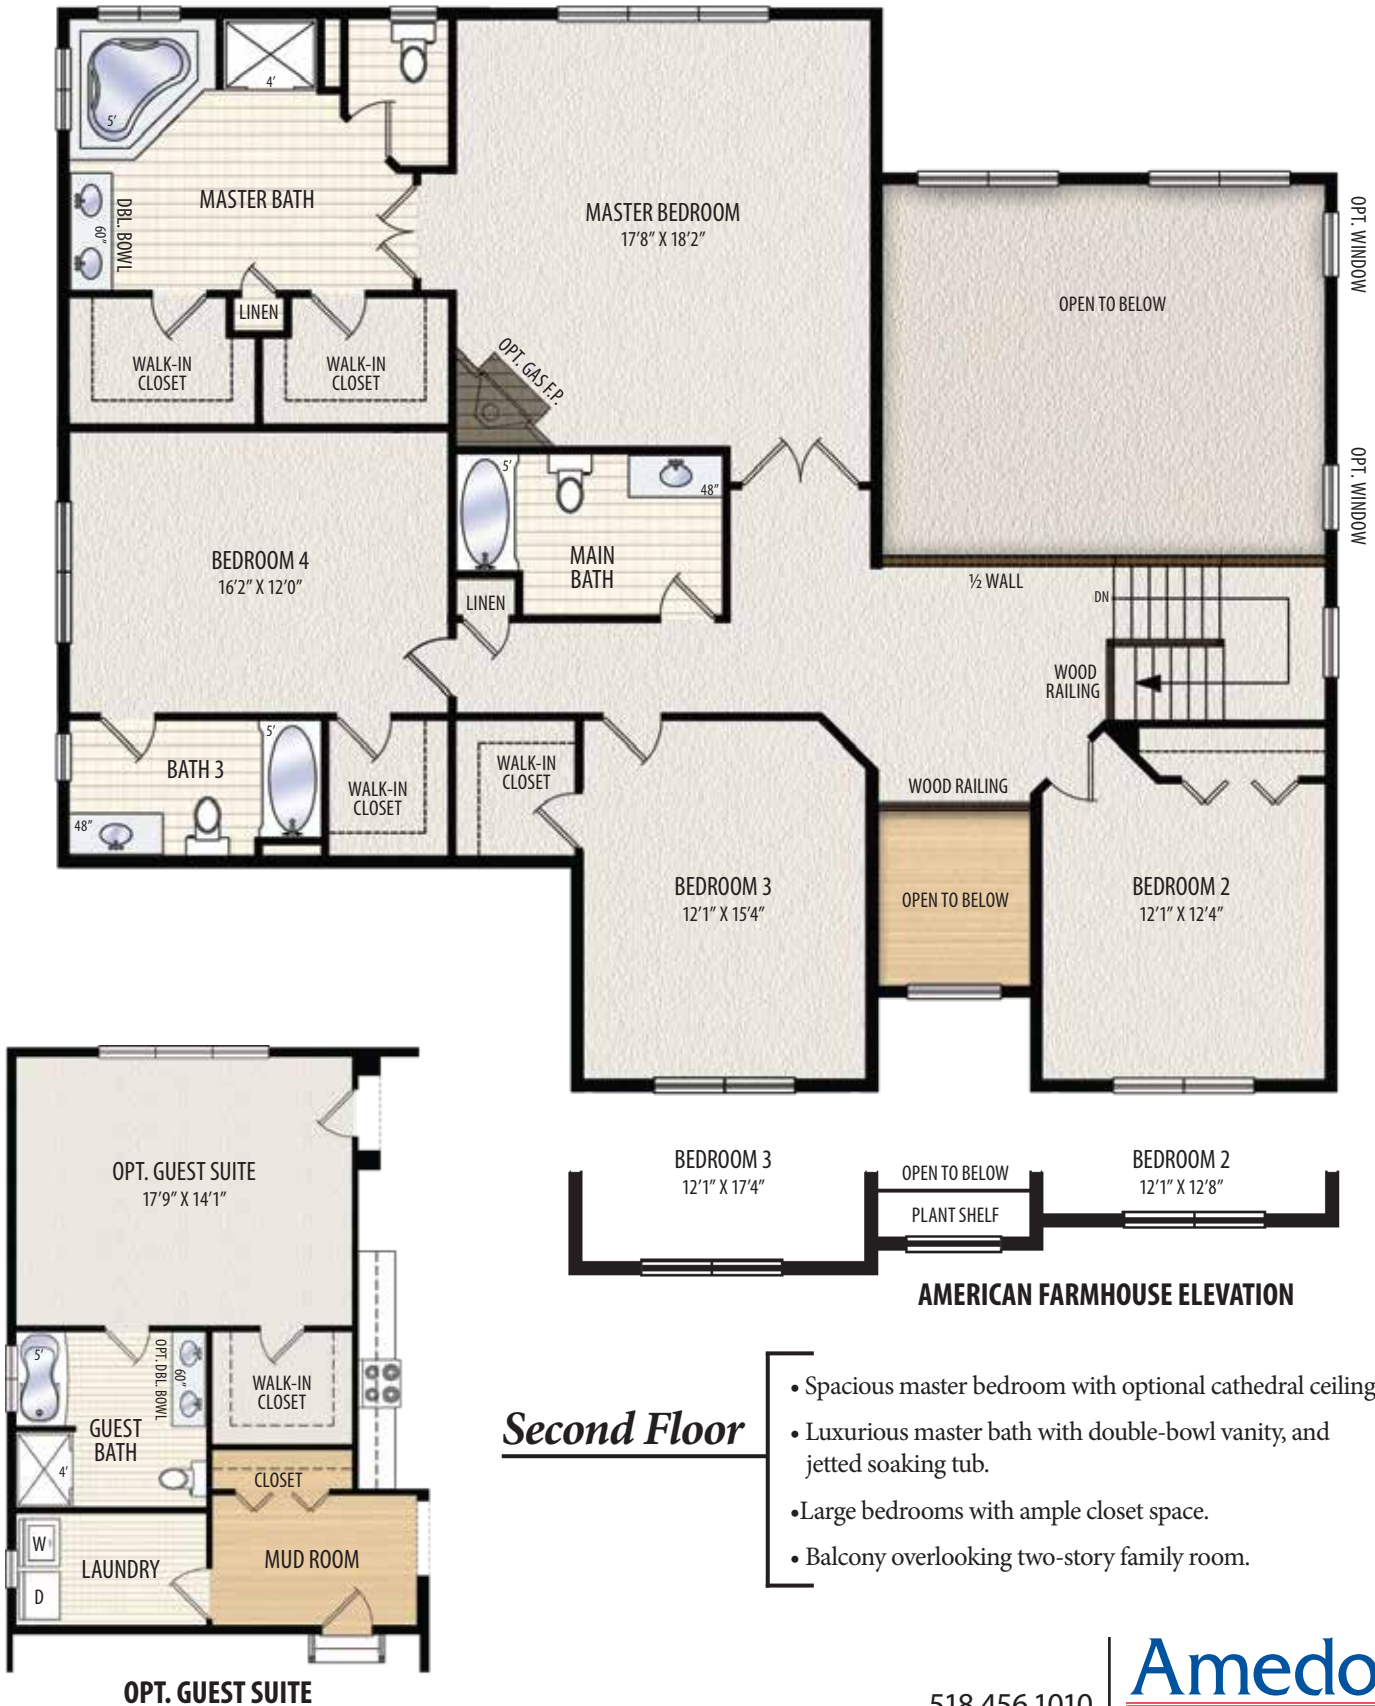 4'
5'
MASTER BATH
DBL. BOWL
60"
MASTER BEDROOM
17'8" X 18'2"
OPT. WINDOW
OPEN TO BELOW
LINEN
WALK-IN
CLOSET
WALK-IN
CLOSET
OPT. GAS F.P.
OPT. WINDOW
5'
48"
MAIN
BATH
BEDROOM 4
16'2" X 12'0"
LINEN
½ WALL
DN
WOOD
RAILING
5'
BATH 3
48"
WALK-IN
CLOSET
WALK-IN
CLOSET
WOOD RAILING
BEDROOM 3
12'1" X 15'4"
OPEN TO BELOW
BEDROOM 2
12'1" X 12'4"
OPT. GUEST SUITE
17'9" X 14'1"
5'
OPT. DBL. BOWL
60"
GUEST
BATH
4'
WALK-IN
CLOSET
CLOSET
W
D
LAUNDRY
MUD ROOM
OPT. GUEST SUITE
BEDROOM 3
12'1" X 17'4"
OPEN TO BELOW
PLANT SHELF
BEDROOM 2
12'1" X 12'8"
AMERICAN FARMHOUSE ELEVATION
Second Floor
• Spacious master bedroom with optional cathedral ceiling
• Luxurious master bath with double-bowl vanity, and
jetted soaking tub.
•Large bedrooms with ample closet space.
• Balcony overlooking two-story family room.
518.456.1010
Amedo